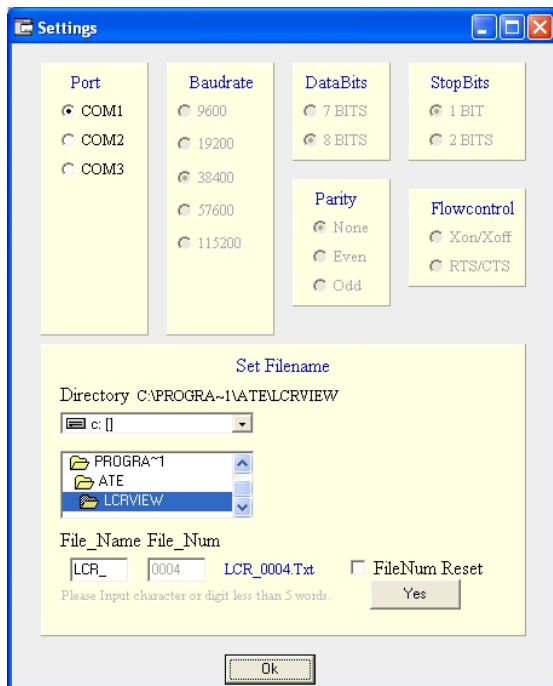 Settings
Port
COM1
COM2
COM3
Baudrate
9600
19200
38400
57600
115200
DataBits
7 BITS
8 BITS
StopBits
1 BIT
2 BITS
Parity
None
Even
Odd
Flowcontrol
Xon/Xoff
RTS/CTS
Set Filename
Directory C:\PROGRA~1\ATE\LCRVIEW
c: []
PROGRA~1
ATE
LCRVIEW
File_Name File_Num
LCR_ 0004 LCR_0004.Txt FileNum Reset
Please Input character or digit less than 5 words.
Yes
Ok